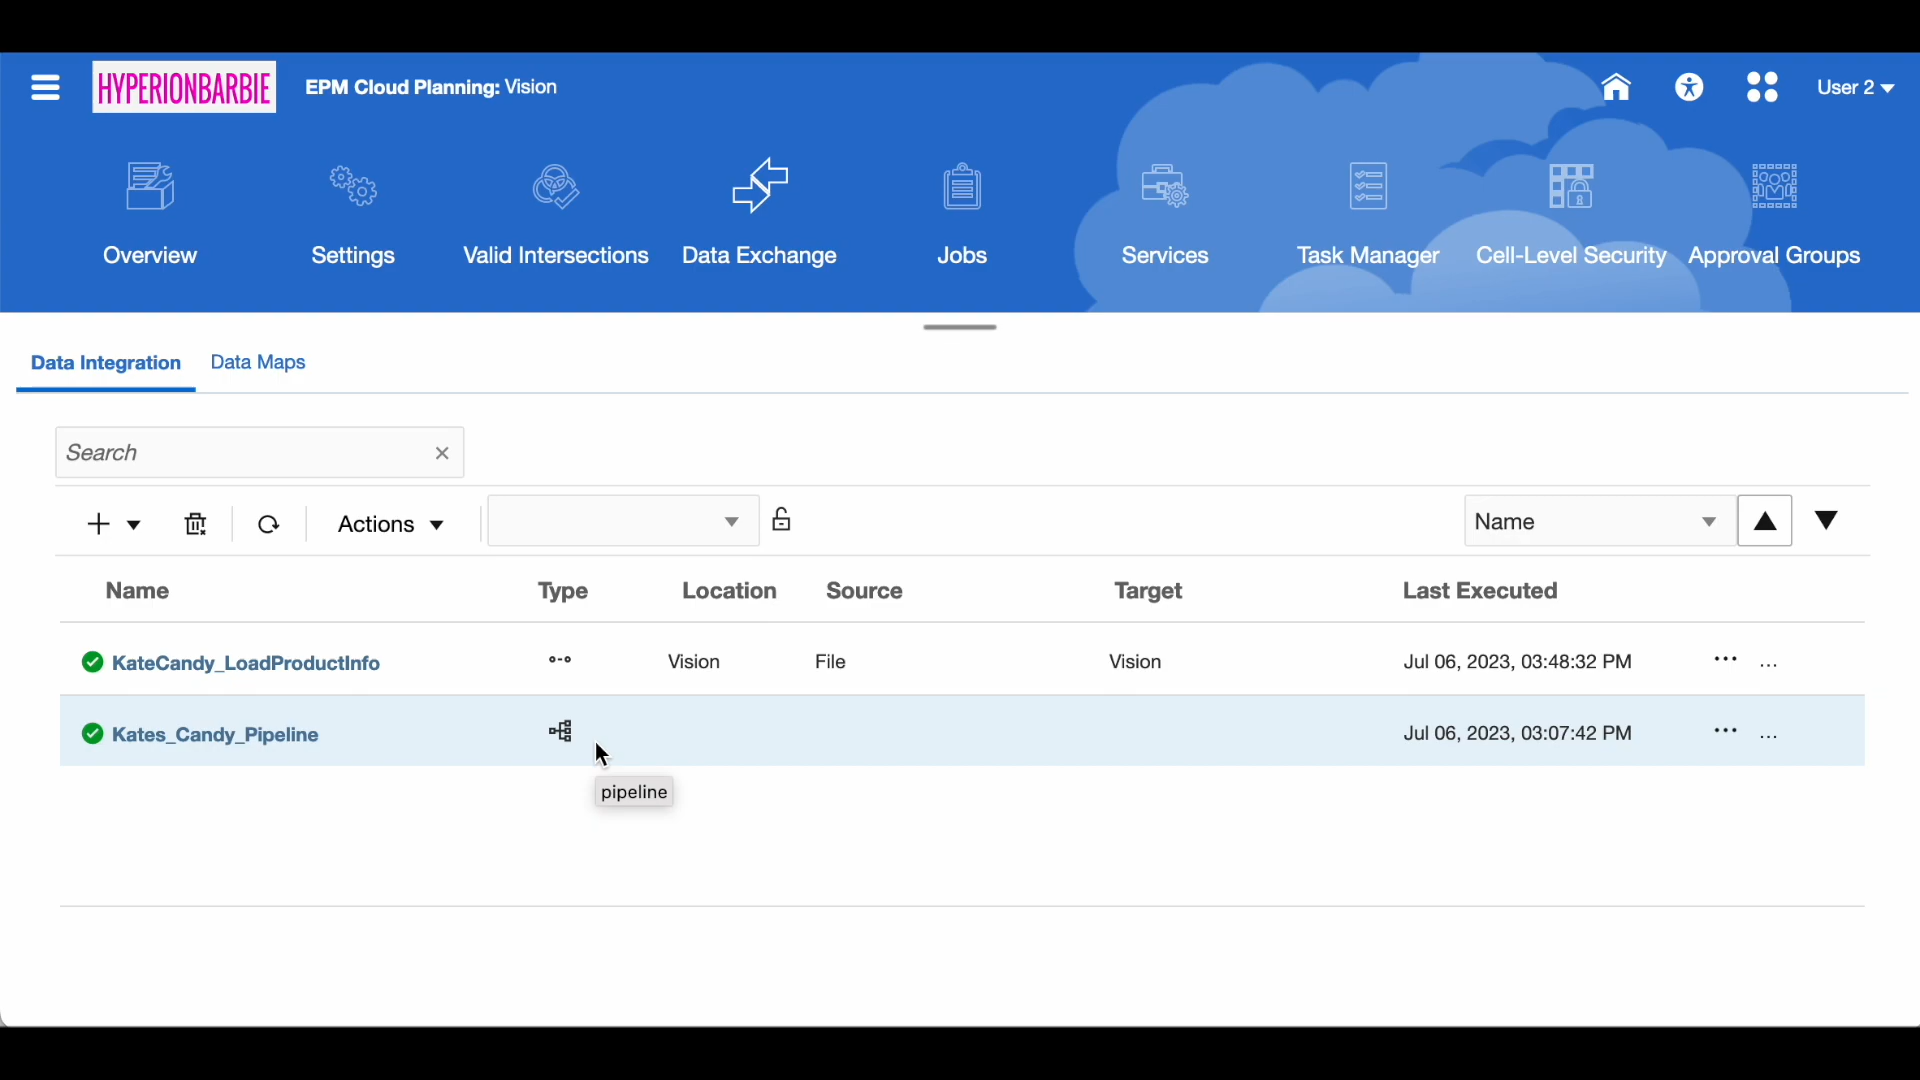 HYPERIONBARBIE EPM Cloud Planning: Vision User 2
Overview Settings Valid Intersections Data Exchange Jobs Services Task Manager Cell-Level Security Approval Groups
Data Integration Data Maps
Search
Actions Name
Name Type Location Source Target Last Executed
KateCandy_LoadProductInfo Vision File Vision Jul 06, 2023, 03:48:32 PM ... ...
Kates_Candy_Pipeline Jul 06, 2023, 03:07:42 PM ... ...
pipeline